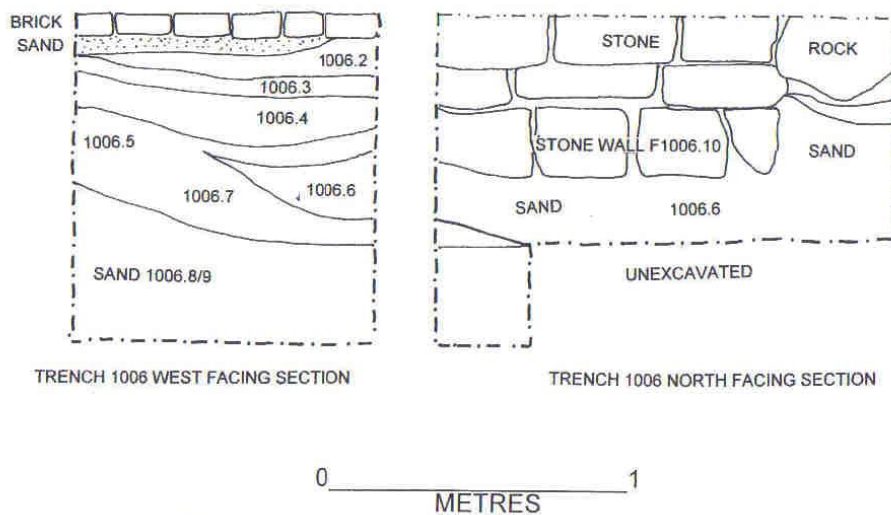 BRICK
SAND
1006.2
1006.3
1006.4
1006.5
1006.6
1006.7
SAND 1006.8/9
TRENCH 1006 WEST FACING SECTION
STONE
ROCK
STONE WALL F1006.10
SAND
SAND 1006.6
UNEXCAVATED
TRENCH 1006 NORTH FACING SECTION
0 1
METRES